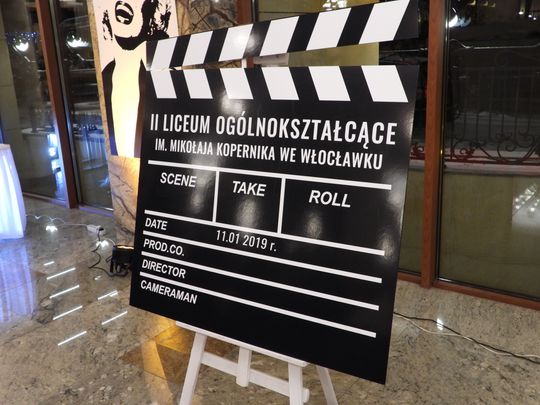 II LICEUM OGÓLNOKSZTAŁCĄCE
IM. MIKOŁAJA KOPERNIKA WE WŁOCŁAWKU
SCENE TAKE ROLL
DATE 11.01 2019 r.
PROD.CO.
DIRECTOR
CAMERAMAN